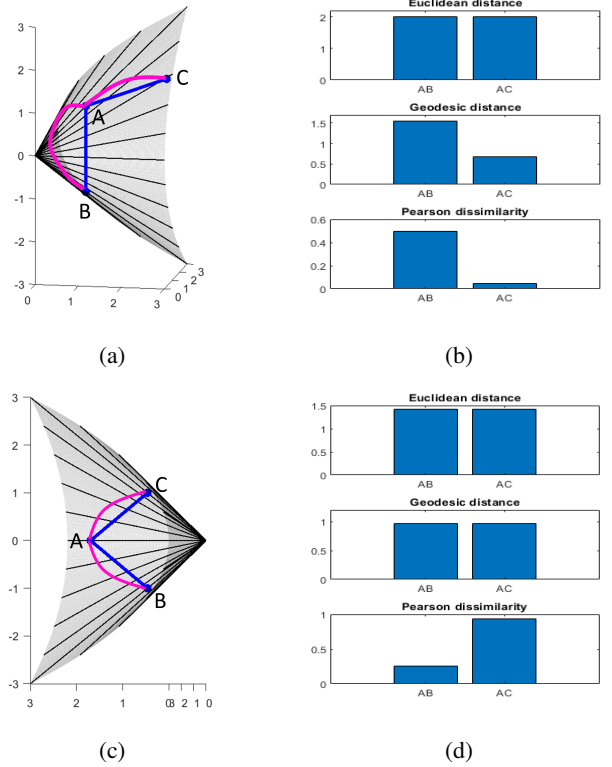 3
2
1
0
-1
-2
-3
0
1
2
3
0
1
2
3
A
B
C
(a)
Euclidean distance
2
1
0
AB AC
Geodesic distance
1.5
1
0.5
0
AB AC
Pearson dissimilarity
0.6
0.4
0.2
0
AB AC
(b)
3
2
1
0
-1
-2
-3
3 2 1 0 3 2 1 0
C
A
B
(c)
Euclidean distance
1.5
1
0.5
0
AB AC
Geodesic distance
1
0.5
0
AB AC
Pearson dissimilarity
1
0.5
0
AB AC
(d)